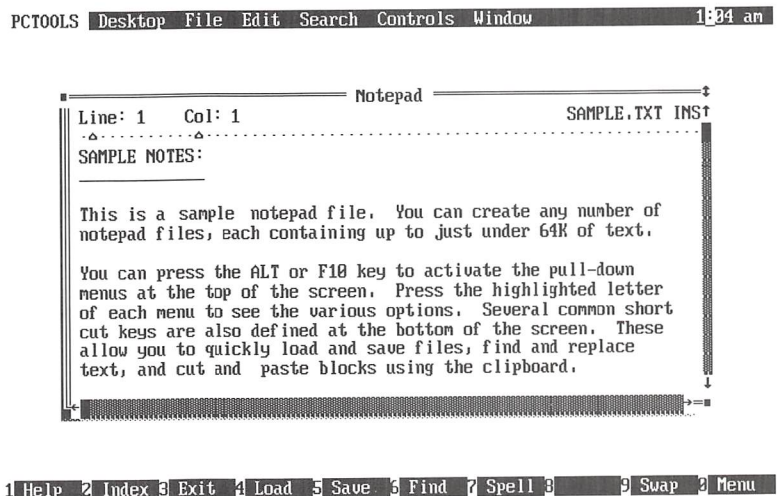 PCTOOLS Desktop File Edit Search Controls Window 1:04 am
Notepad
Line: 1 Col: 1 SAMPLE.TXT INS
SAMPLE NOTES:
This is a sample notepad file. You can create any number of
notepad files, each containing up to just under 64K of text.
You can press the ALT or F10 key to activate the pull-down
menus at the top of the screen. Press the highlighted letter
of each menu to see the various options. Several common short
cut keys are also defined at the bottom of the screen. These
allow you to quickly load and save files, find and replace
text, and cut and paste blocks using the clipboard.
1 Help 2 Index 3 Exit 4 Load 5 Save 6 Find 7 Spell 8 9 Swap 0 Menu